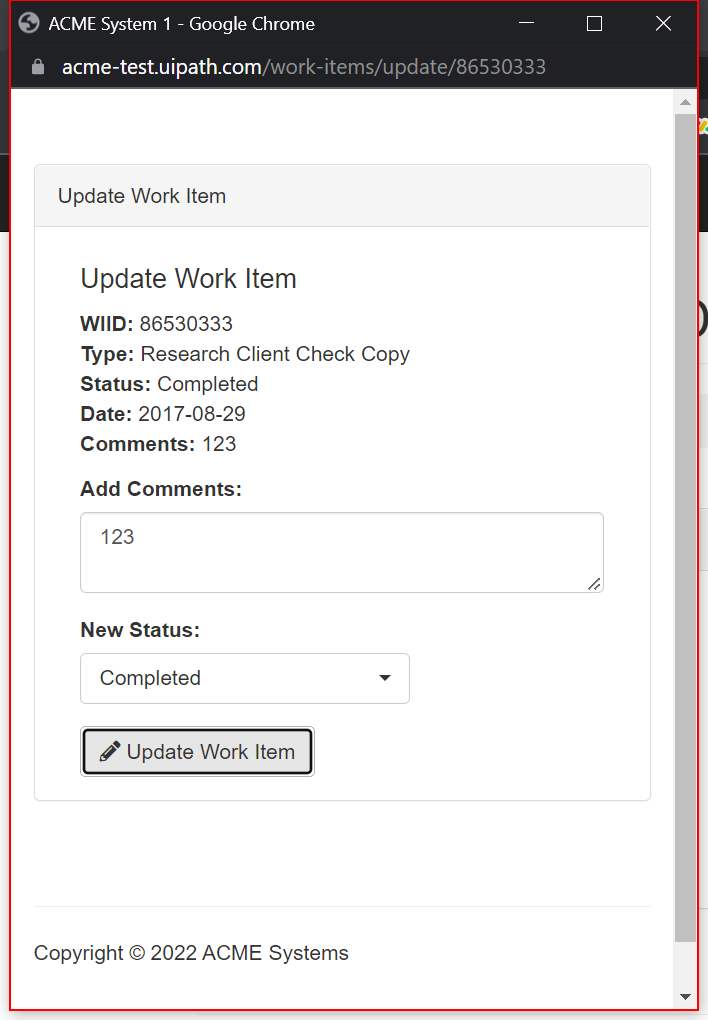 ACME System 1 - Google Chrome
acme-test.uipath.com/work-items/update/86530333
Update Work Item
Update Work Item
WIID: 86530333
Type: Research Client Check Copy
Status: Completed
Date: 2017-08-29
Comments: 123
Add Comments:
123
New Status:
Completed
Update Work Item
Copyright © 2022 ACME Systems